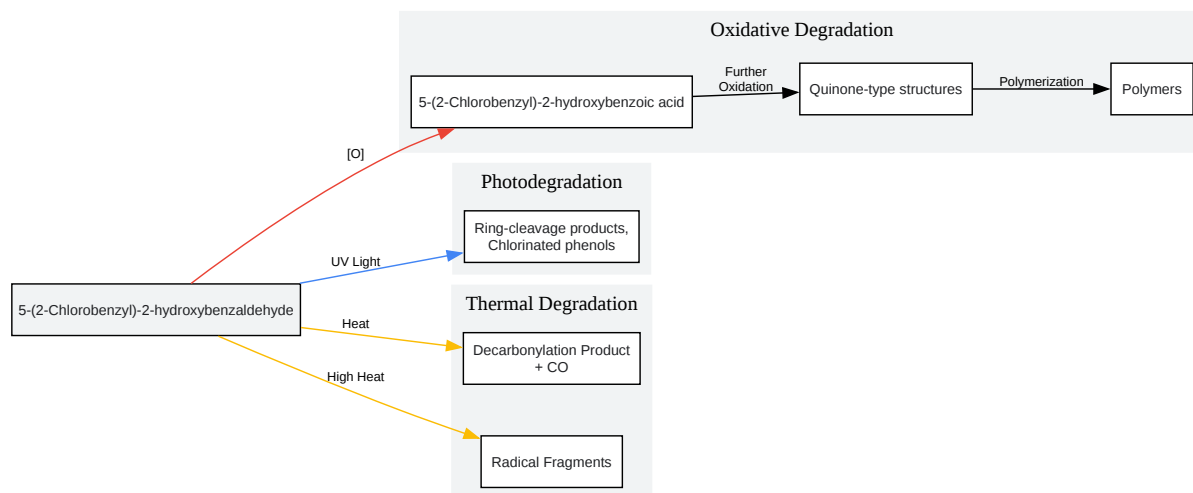 Oxidative Degradation
5-(2-Chlorobenzyl)-2-hydroxybenzoic acid
Further
Oxidation
Quinone-type structures
Polymerization
Polymers
[O]
Photodegradation
Ring-cleavage products,
Chlorinated phenols
UV Light
5-(2-Chlorobenzyl)-2-hydroxybenzaldehyde
Thermal Degradation
Heat
Decarbonylation Product
+ CO
High Heat
Radical Fragments